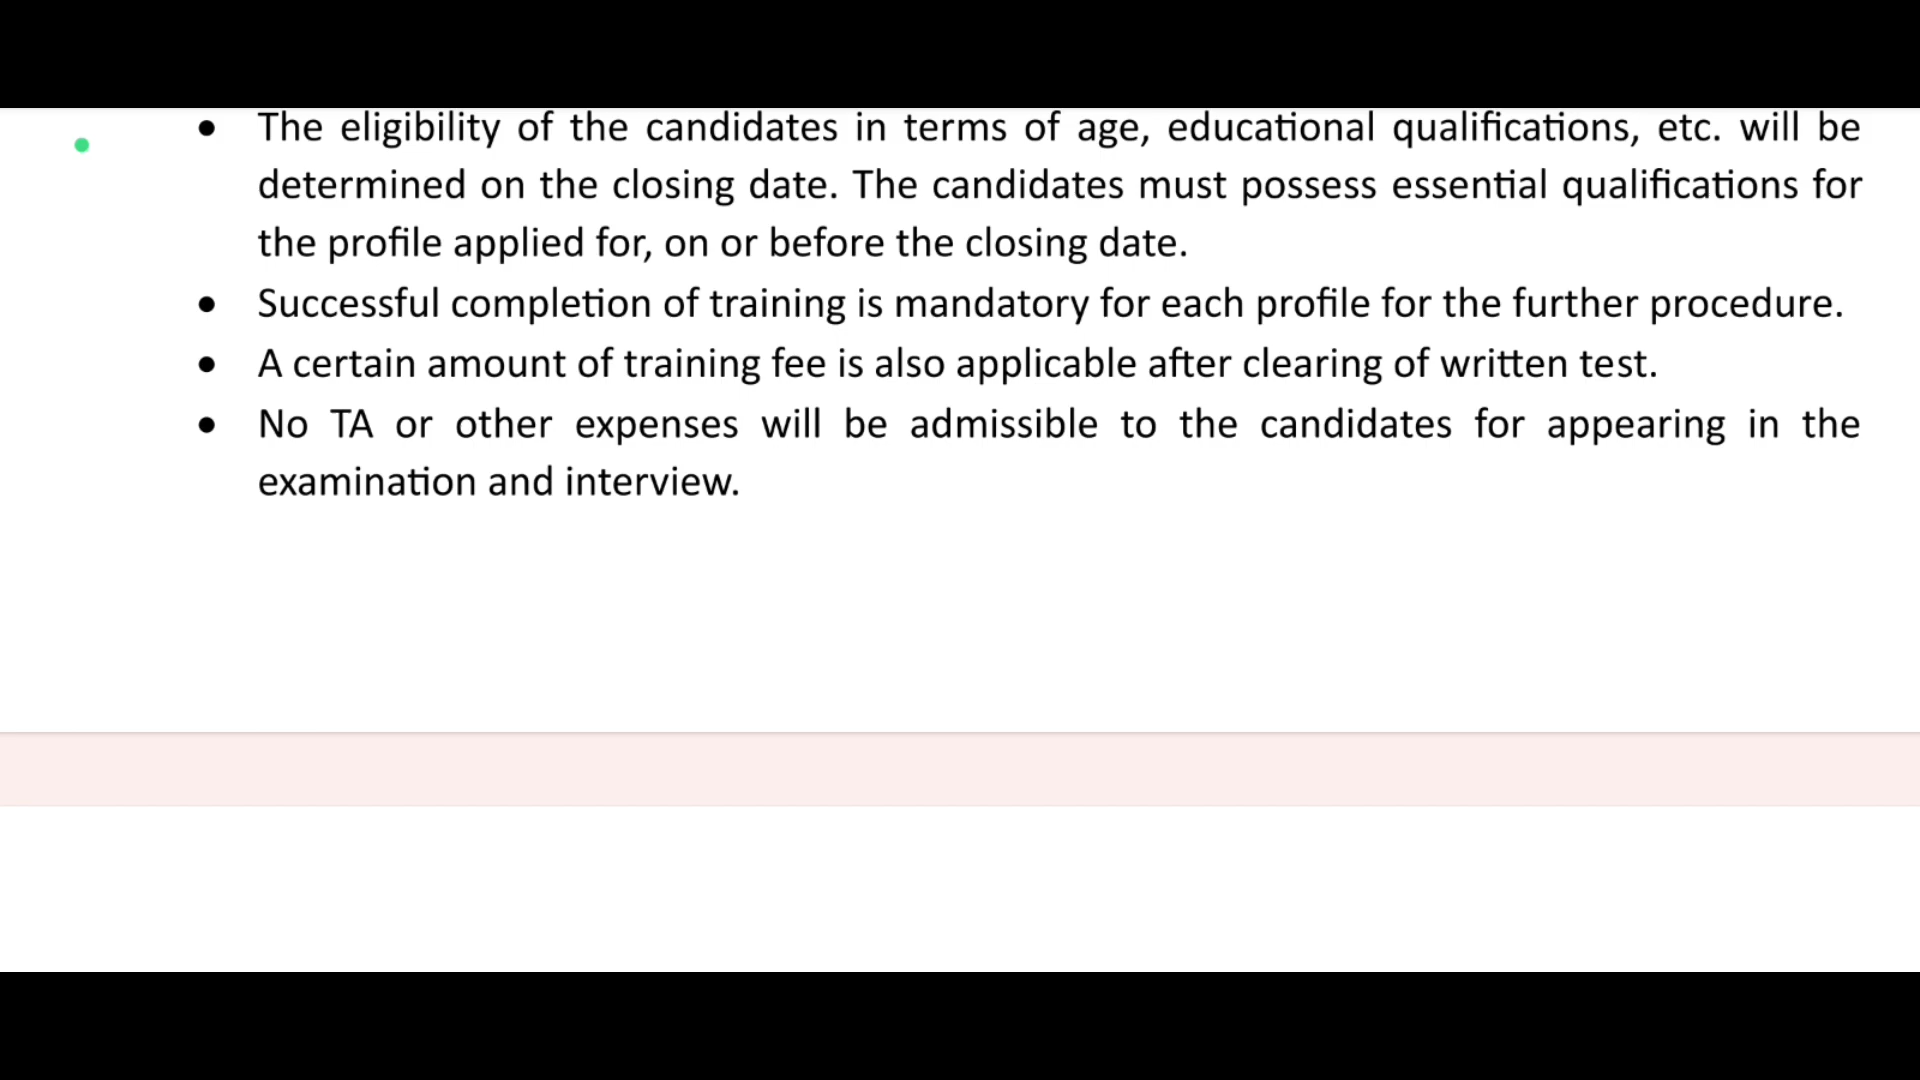 • The eligibility of the candidates in terms of age, educational qualifications, etc. will be
determined on the closing date. The candidates must possess essential qualifications for
the profile applied for, on or before the closing date.
• Successful completion of training is mandatory for each profile for the further procedure.
• A certain amount of training fee is also applicable after clearing of written test.
• No TA or other expenses will be admissible to the candidates for appearing in the
examination and interview.